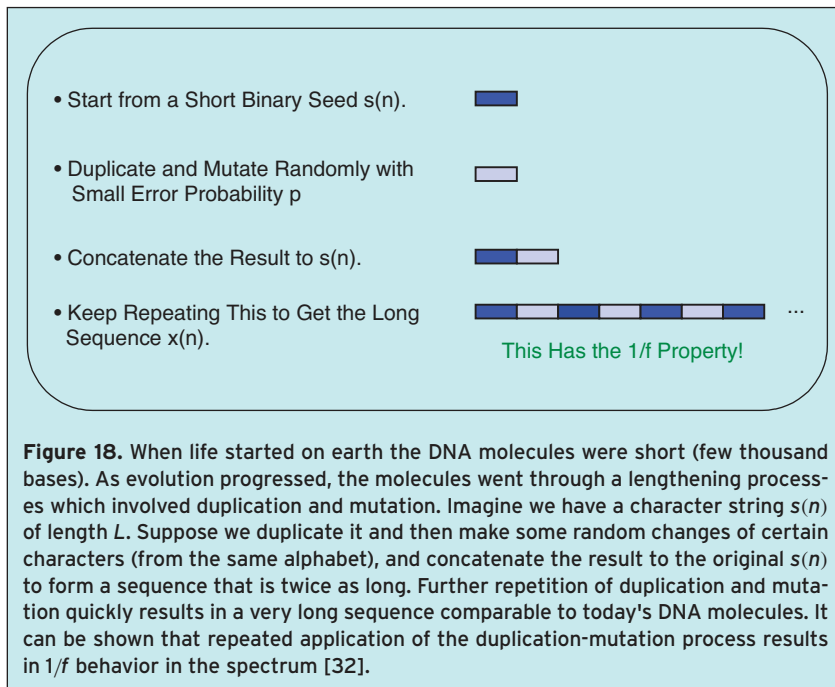 • Start from a Short Binary Seed s(n).
• Duplicate and Mutate Randomly with
Small Error Probability p
• Concatenate the Result to s(n).
• Keep Repeating This to Get the Long
Sequence x(n).
...
This Has the 1/f Property!
Figure 18. When life started on earth the DNA molecules were short (few thousand
bases). As evolution progressed, the molecules went through a lengthening process-
es which involved duplication and mutation. Imagine we have a character string s(n)
of length L. Suppose we duplicate it and then make some random changes of certain
characters (from the same alphabet), and concatenate the result to the original s(n)
to form a sequence that is twice as long. Further repetition of duplication and muta-
tion quickly results in a very long sequence comparable to today's DNA molecules. It
can be shown that repeated application of the duplication-mutation process results
in 1/f behavior in the spectrum [32].